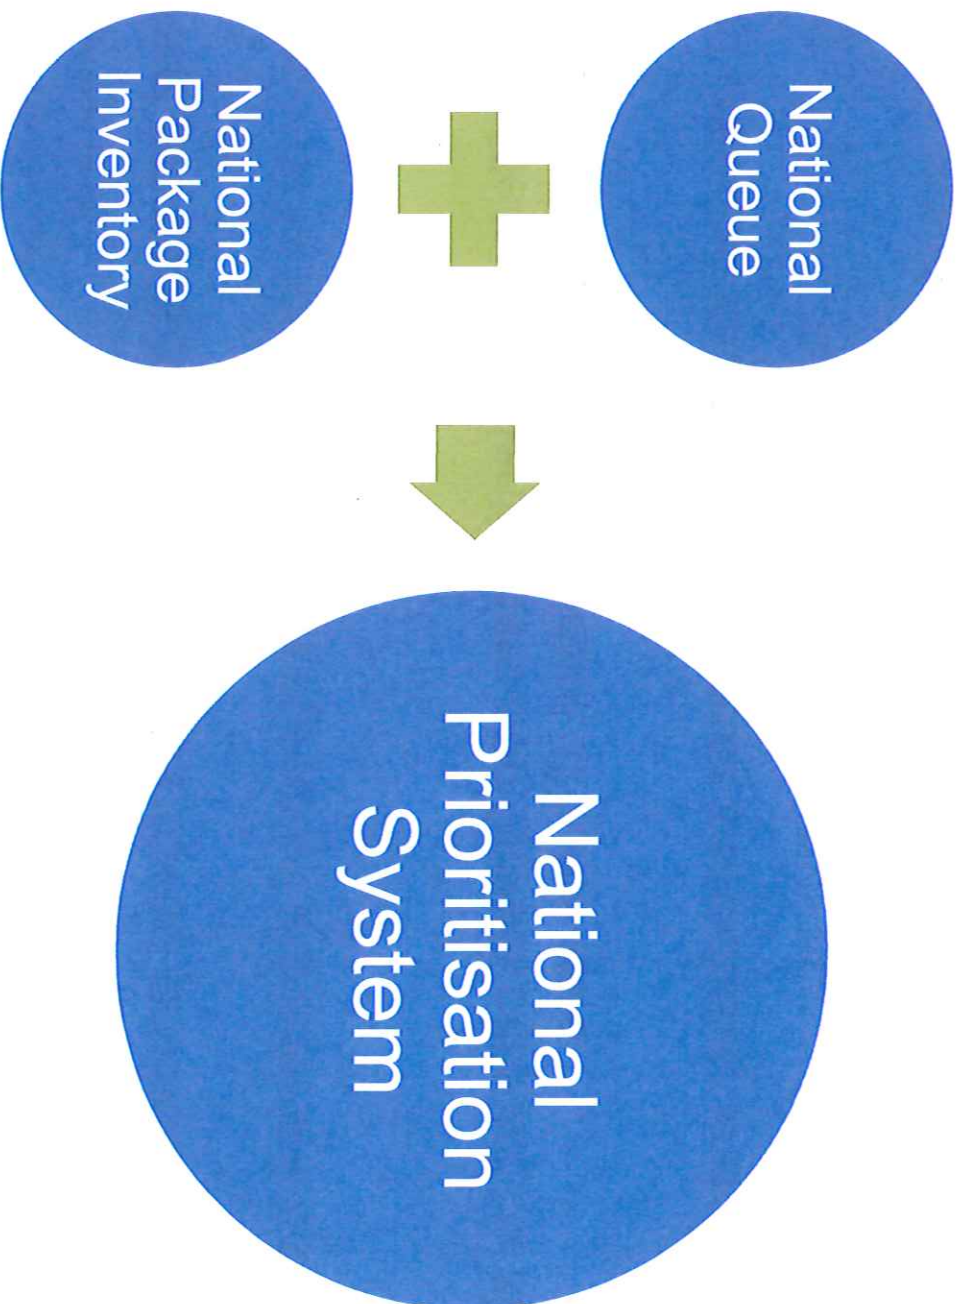 National
Queue
National
Package
Inventory
National
Prioritisation
System